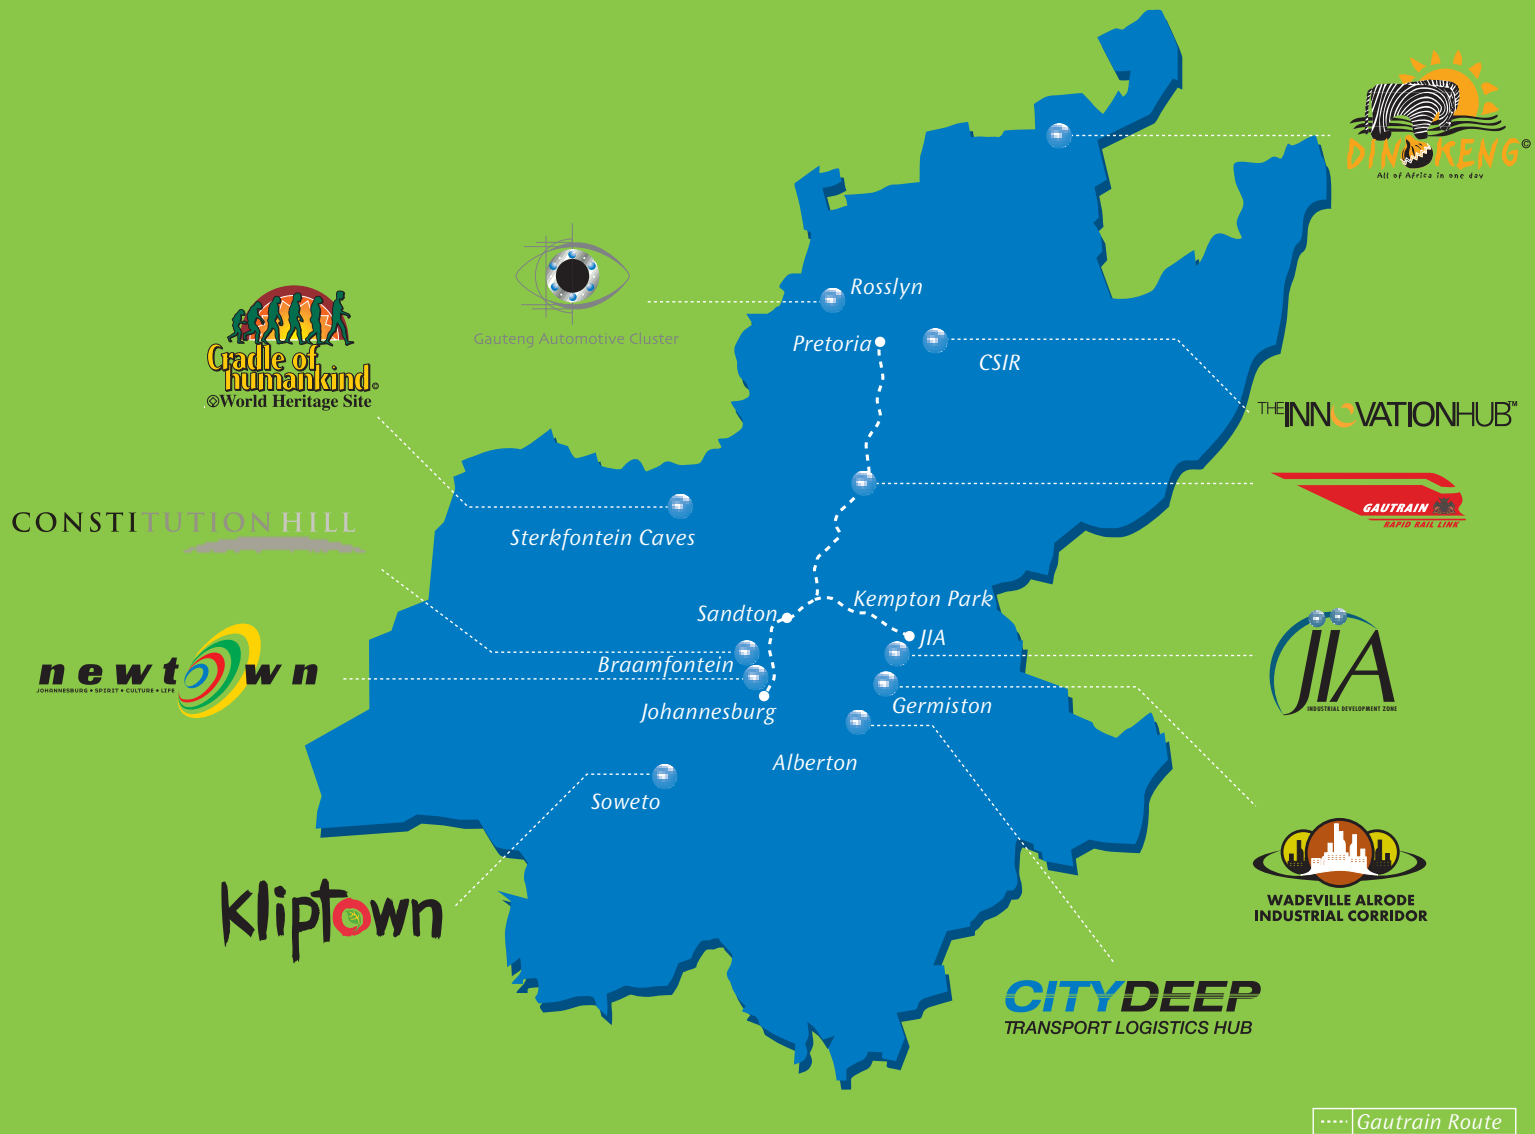 DINOKENG©
All of Africa in one day
Rosslyn
Gauteng Automotive Cluster
Pretoria
CSIR
Cradle of
humankind©
World Heritage Site
THEINNOVATIONHUB™
GAUTRAIN
RAPID RAIL LINK
CONSTITUTION HILL
Sterkfontein Caves
Kempton Park
Sandton
JIA
JIA
INDUSTRIAL DEVELOPMENT ZONE
Braamfontein
newtown
JOHANNESBURG • SPIRIT • CULTURE • LIFE
Johannesburg
Germiston
Alberton
Soweto
Kliptown
WADEVILLE ALRODE
INDUSTRIAL CORRIDOR
CITYDEEP
TRANSPORT LOGISTICS HUB
Gautrain Route